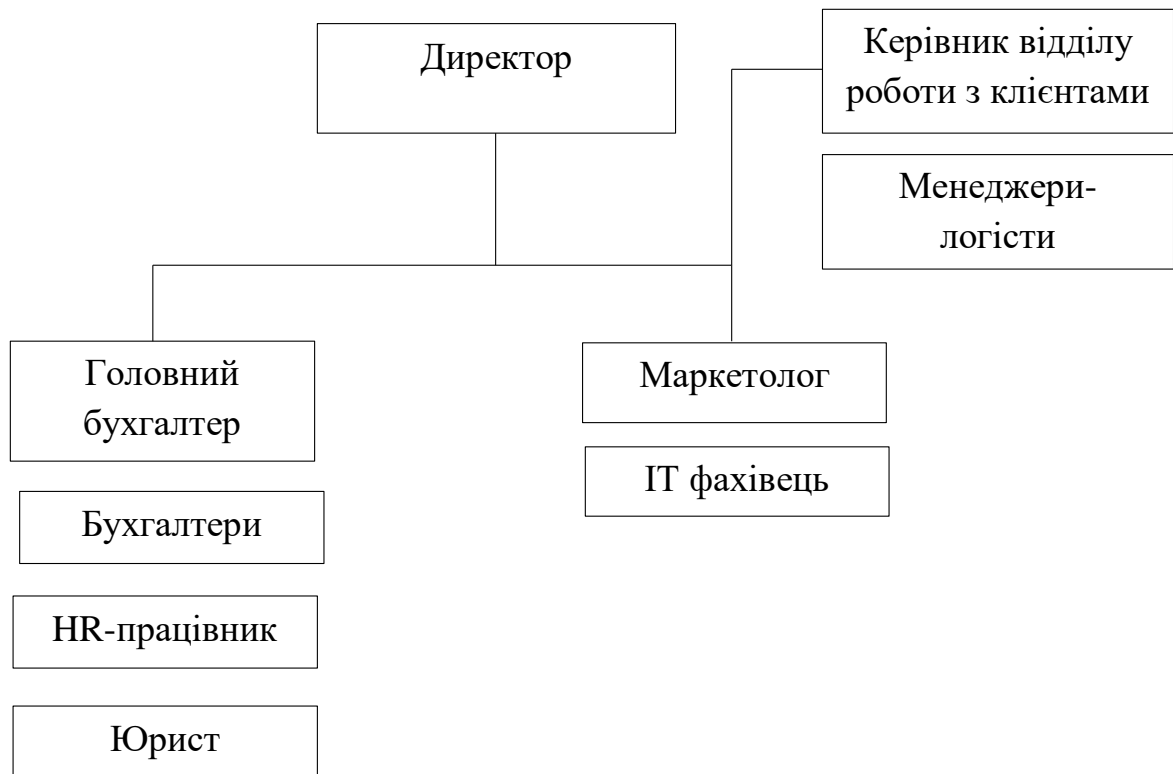 Директор
Керівник відділу
роботи з клієнтами
Менеджери-
логісти
Головний
бухгалтер
Маркетолог
ІТ фахівець
Бухгалтери
HR-працівник
Юрист